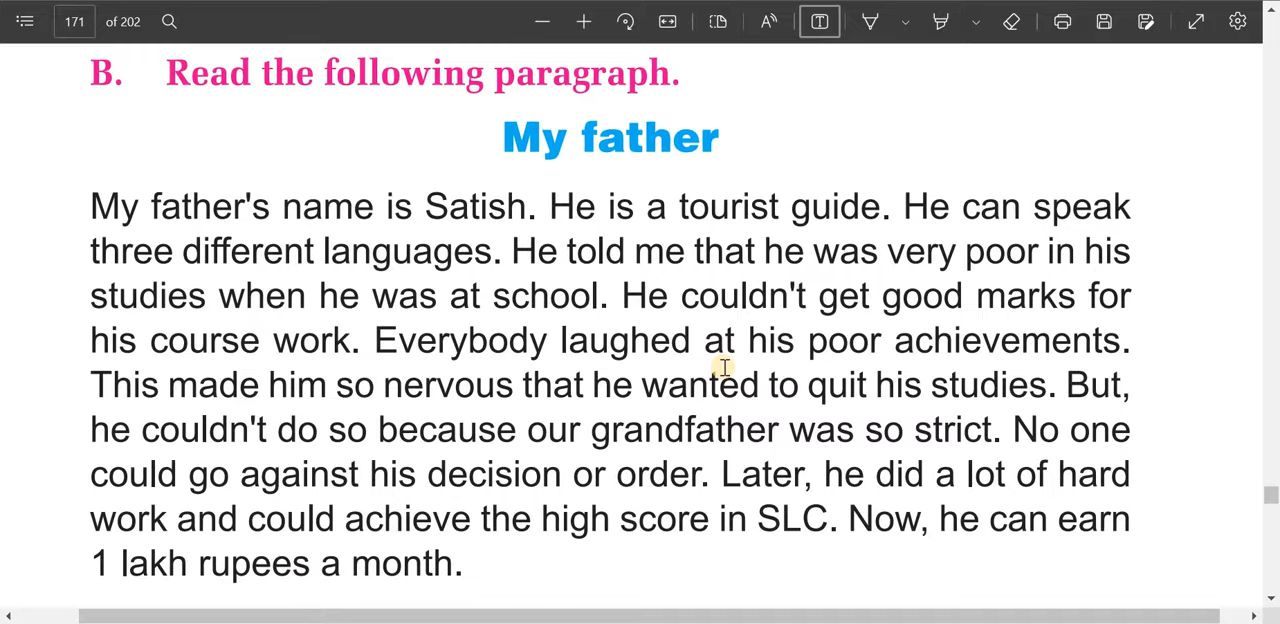 171 of 202
B. Read the following paragraph.
My father
My father's name is Satish. He is a tourist guide. He can speak
three different languages. He told me that he was very poor in his
studies when he was at school. He couldn't get good marks for
his course work. Everybody laughed at his poor achievements.
This made him so nervous that he wanted to quit his studies. But,
he couldn't do so because our grandfather was so strict. No one
could go against his decision or order. Later, he did a lot of hard
work and could achieve the high score in SLC. Now, he can earn
1 lakh rupees a month.